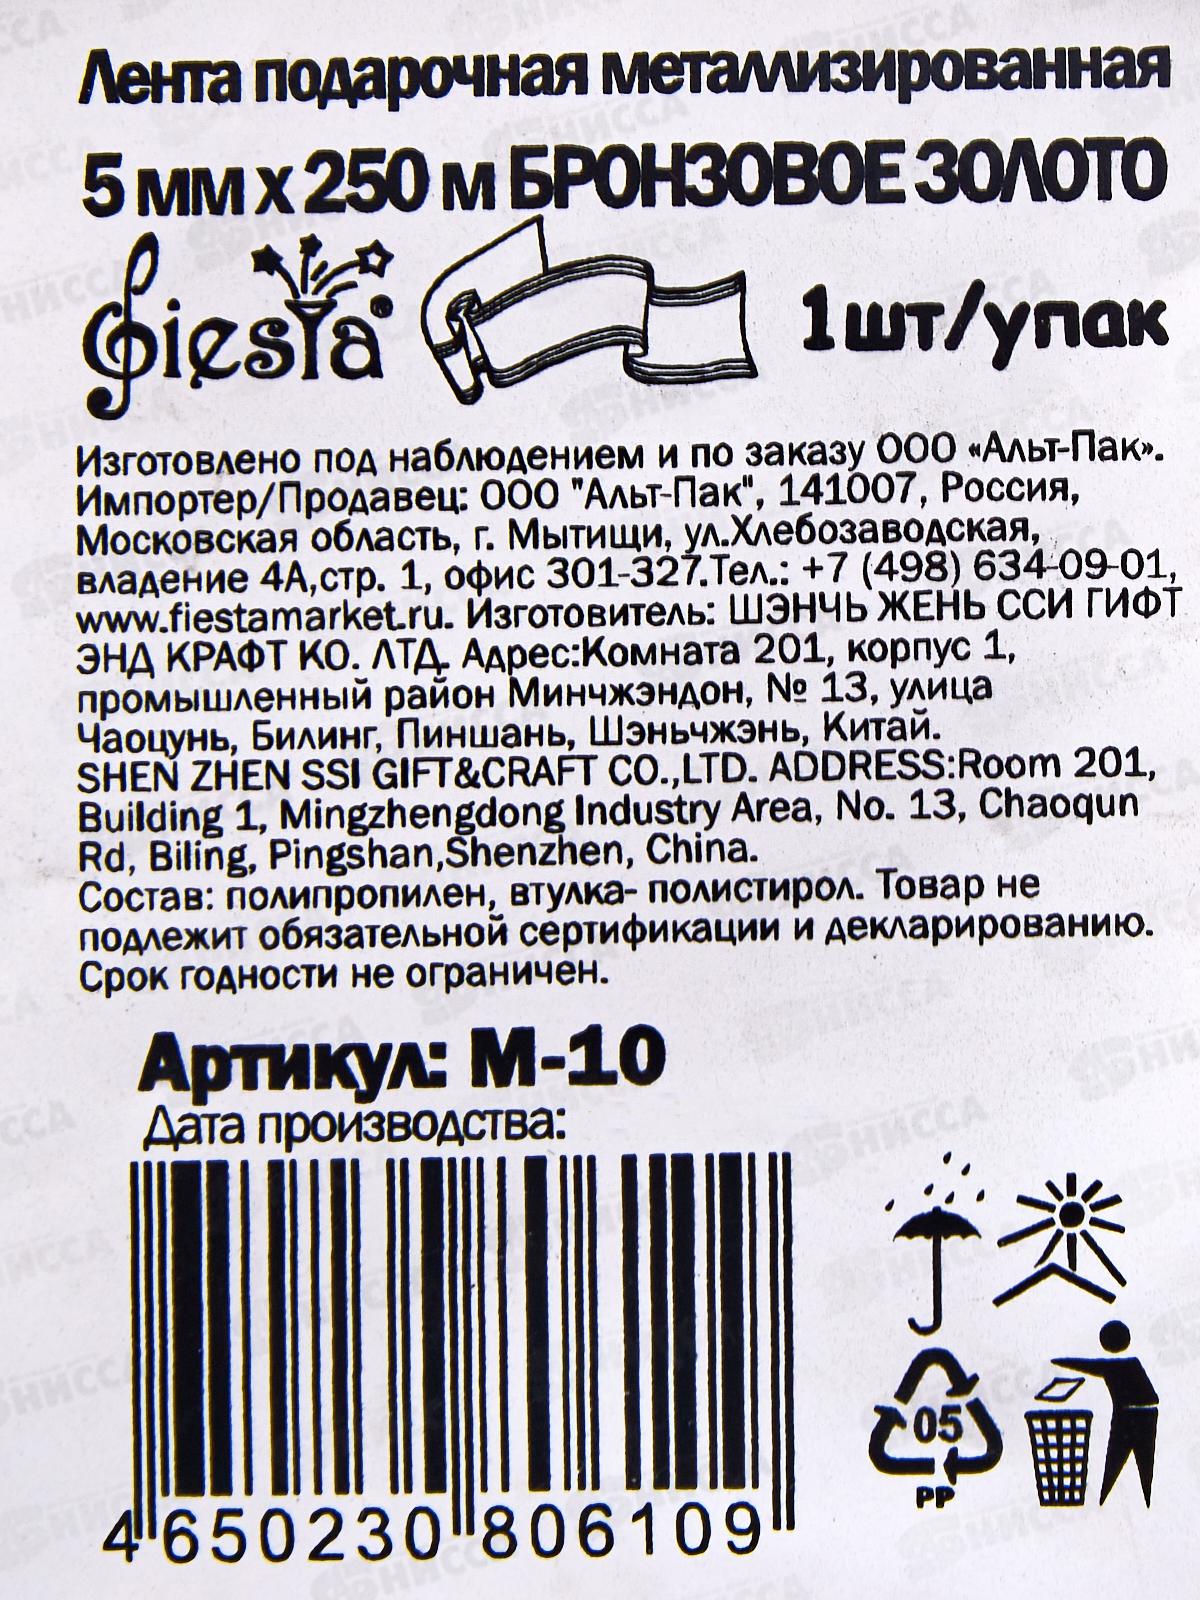 Лента подарочная металлизированная
5 мм x 250 м БРОНЗОВОЕ ЗОЛОТО
fiesta®
1 шт/упак
Изготовлено под наблюдением и по заказу ООО «Альт-Пак».
Импортер/Продавец: ООО "Альт-Пак", 141007, Россия,
Московская область, г. Мытищи, ул.Хлебозаводская,
владение 4А,стр. 1, офис 301-327.Тел.: +7 (498) 634-09-01,
www.fiestamarket.ru. Изготовитель: ШЭНЧЬ ЖЕНЬ ССИ ГИФТ
ЭНД КРАФТ КО. ЛТД. Адрес:Комната 201, корпус 1,
промышленный район Минчжэндон, № 13, улица
Чаоцунь, Билинг, Пиншань, Шэньчжэнь, Китай.
SHEN ZHEN SSI GIFT&CRAFT CO.,LTD. ADDRESS:Room 201,
Building 1, Mingzhengdong Industry Area, No. 13, Chaoqun
Rd, Biling, Pingshan,Shenzhen, China.
Состав: полипропилен, втулка- полистирол. Товар не
подлежит обязательной сертификации и декларированию.
Срок годности не ограничен.
Артикул: М-10
Дата производства:
05
PP
4 650230 806109